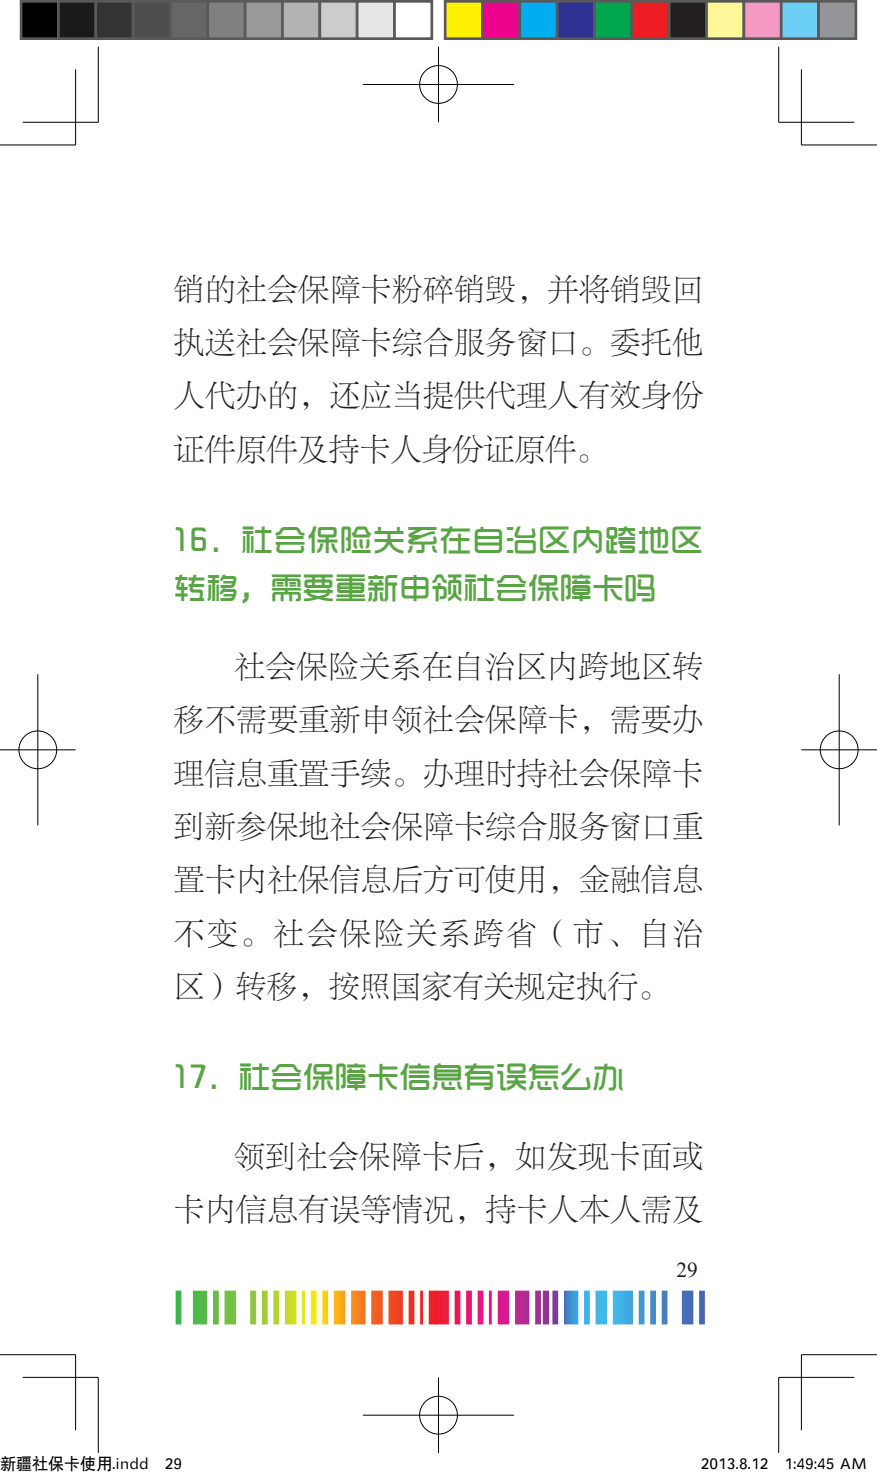 销的社会保障卡粉碎销毁，并将销毁回
执送社会保障卡综合服务窗口。委托他
人代办的，还应当提供代理人有效身份
证件原件及持卡人身份证原件。
16．社会保险关系在自治区内跨地区
转移，需要重新申领社会保障卡吗
社会保险关系在自治区内跨地区转
移不需要重新申领社会保障卡，需要办
理信息重置手续。办理时持社会保障卡
到新参保地社会保障卡综合服务窗口重
置卡内社保信息后方可使用，金融信息
不变。社会保险关系跨省（市、自治
区）转移，按照国家有关规定执行。
17．社会保障卡信息有误怎么办
领到社会保障卡后，如发现卡面或
卡内信息有误等情况，持卡人本人需及
29
新疆社保卡使用.indd 29 2013.8.12 1:49:45 AM